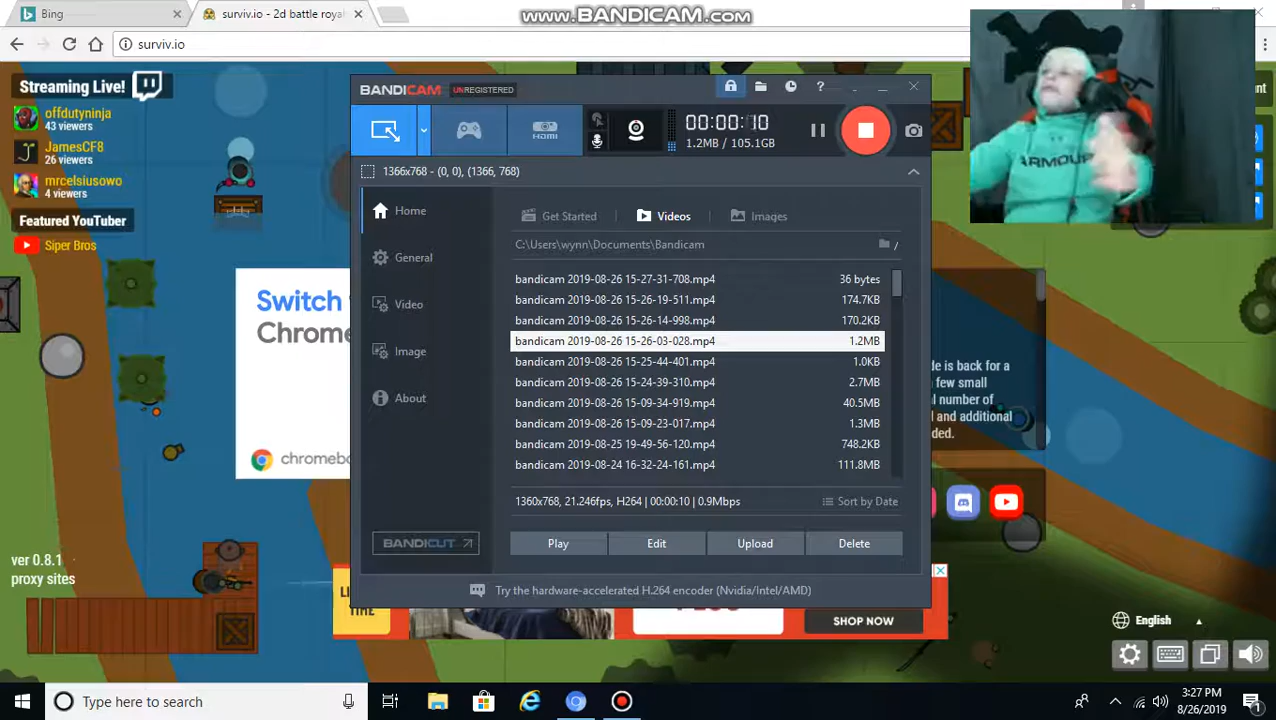 Bing
surviv.io - 2d battle royal
www.BANDICAM.com
surviv.io
Streaming Live!
offdutyninja
43 viewers
JamesCF8
26 viewers
mrcelsiusowo
4 viewers
Featured YouTuber
Siper Bros
BANDICAM UNREGISTERED
HDMI
00:00:10
1.2MB / 105.1GB
1366x768 - (0, 0), (1366, 768)
Home
General
Video
Image
About
BANDICUT
Get Started
Videos
Images
C:\Users\wynn\Documents\Bandicam
/
bandicam 2019-08-26 15-27-31-708.mp4 36 bytes
bandicam 2019-08-26 15-26-19-511.mp4 174.7KB
bandicam 2019-08-26 15-26-14-998.mp4 170.2KB
bandicam 2019-08-26 15-26-03-028.mp4 1.2MB
bandicam 2019-08-26 15-25-44-401.mp4 1.0KB
bandicam 2019-08-26 15-24-39-310.mp4 2.7MB
bandicam 2019-08-26 15-09-34-919.mp4 40.5MB
bandicam 2019-08-26 15-09-23-017.mp4 1.3MB
bandicam 2019-08-25 19-49-56-120.mp4 748.2KB
bandicam 2019-08-24 16-32-24-161.mp4 111.8MB
1360x768, 21.246fps, H264 | 00:00:10 | 0.9Mbps
Sort by Date
Play
Edit
Upload
Delete
Try the hardware-accelerated H.264 encoder (Nvidia/Intel/AMD)
ARMOUR
Switch
Chrome
chromeb
de is back for a
few small
l number of
and additional
ded.
ver 0.8.1
proxy sites
TIME
SHOP NOW
English
Type here to search
3:27 PM
8/26/2019